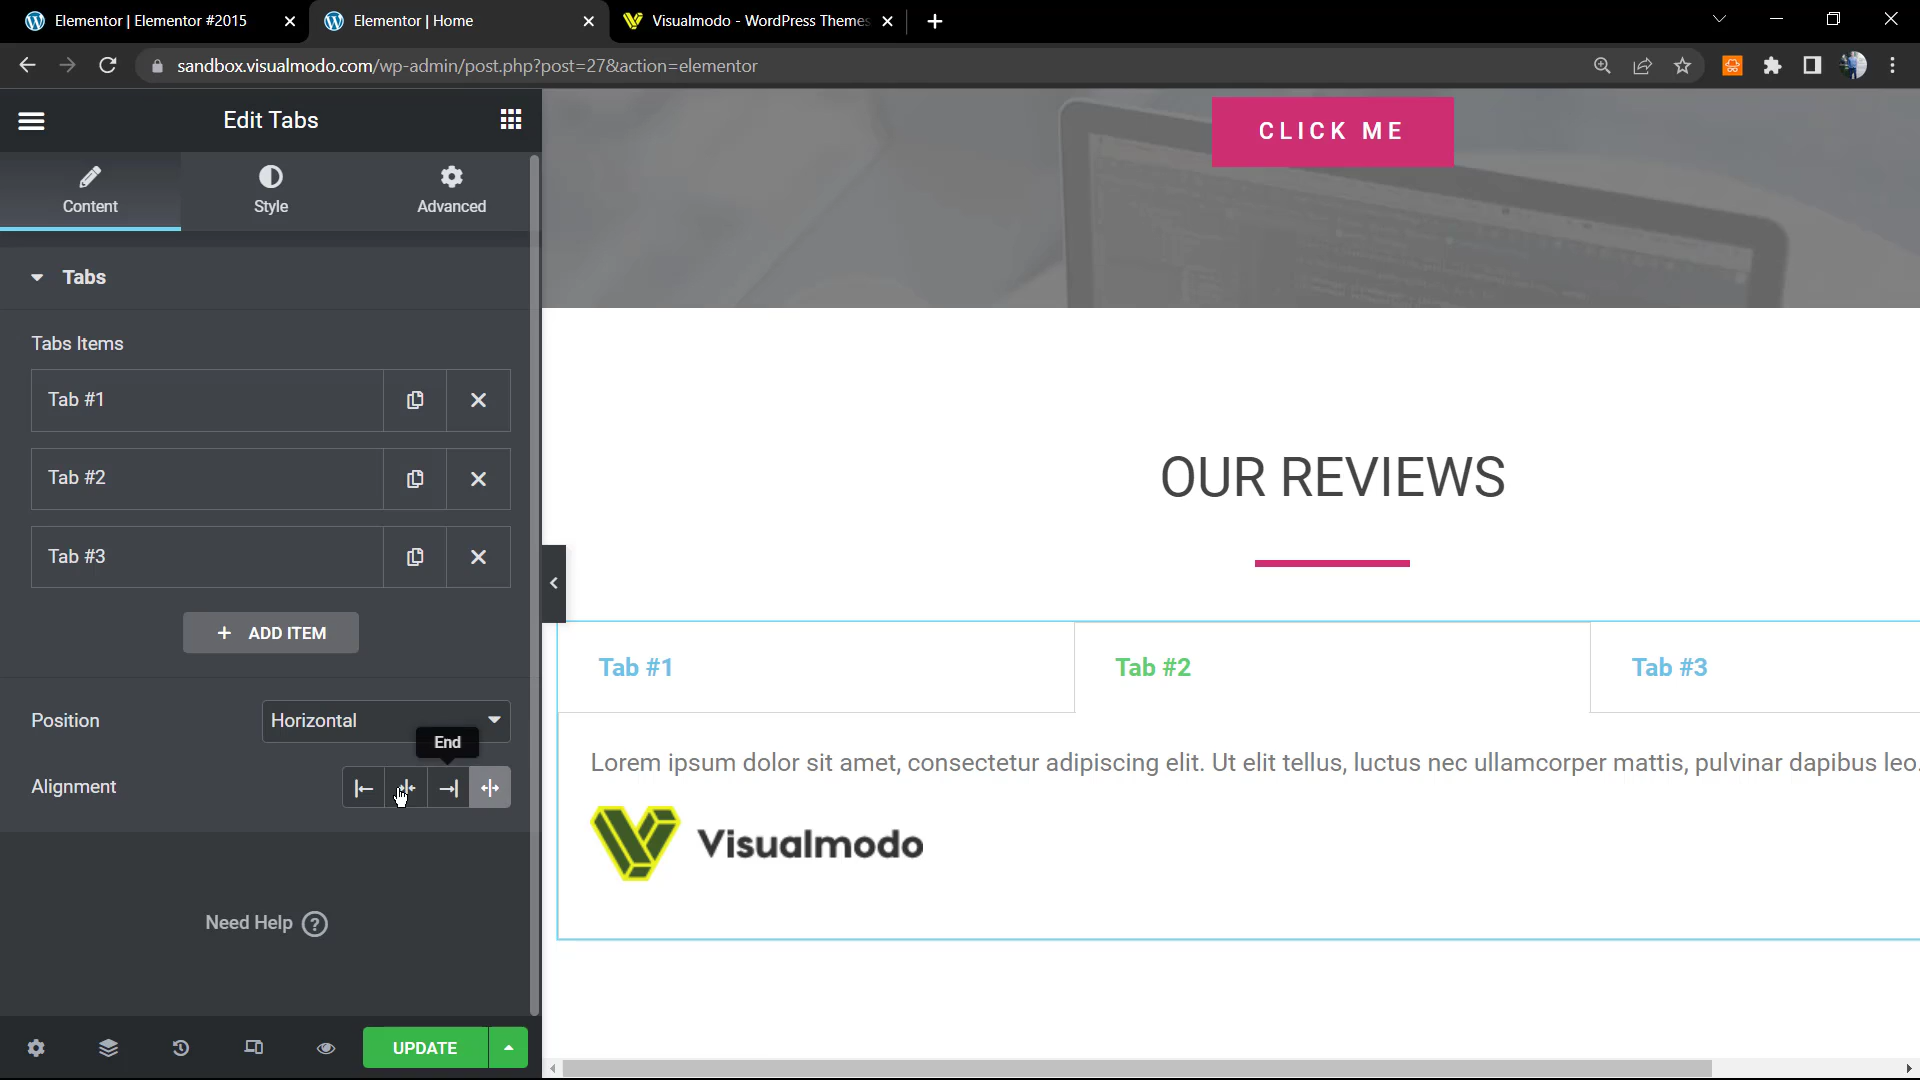 Elementor | Elementor #2015
Elementor | Home
Visualmodo - WordPress Themes
sandbox.visualmodo.com/wp-admin/post.php?post=27&action=elementor
Edit Tabs
Content
Style
Advanced
Tabs
Tabs Items
Tab #1
Tab #2
Tab #3
ADD ITEM
Position
Horizontal
End
Alignment
Need Help
UPDATE
CLICK ME
OUR REVIEWS
Tab #1
Tab #2
Tab #3
Lorem ipsum dolor sit amet, consectetur adipiscing elit. Ut elit tellus, luctus nec ullamcorper mattis, pulvinar dapibus leo.
Visualmodo